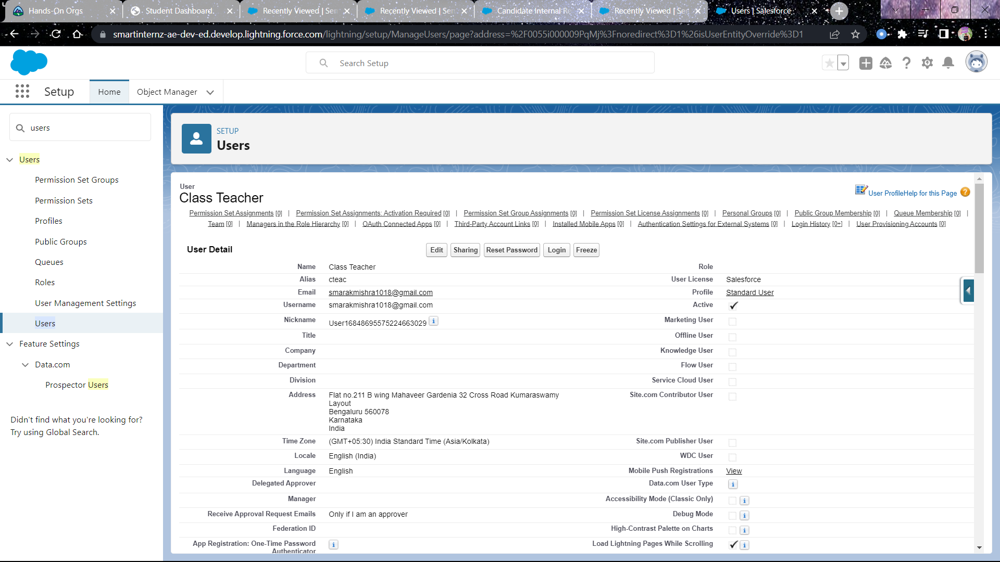 Hands-On Orgs
Student Dashboard.
Recently Viewed | Sem
Recently Viewed | Sem
Candidate Internal Re
Recently Viewed | Sem
Users | Salesforce
smartinternz-ae-dev-ed.develop.lightning.force.com/lightning/setup/ManageUsers/page?address=%2F0055i000009PqMj%3Fnoredirect%3D1%26isUserEntityOverride%3D1
Search Setup
Setup
Home
Object Manager
users
Users
Permission Set Groups
Permission Sets
Profiles
Public Groups
Queues
Roles
User Management Settings
Users
Feature Settings
Data.com
Prospector Users
Didn't find what you're looking for?
Try using Global Search.
SETUP
Users
User
Class Teacher
User Profile Help for this Page
Permission Set Assignments [0] | Permission Set Assignments: Activation Required [0] | Permission Set Group Assignments [0] | Permission Set License Assignments [0] | Personal Groups [0] | Public Group Membership [0] | Queue Membership [0] |
Team [0] | Managers in the Role Hierarchy [0] | OAuth Connected Apps [0] | Third-Party Account Links [0] | Installed Mobile Apps [0] | Authentication Settings for External Systems [0] | Login History [0+] | User Provisioning Accounts [0]
User Detail
Edit Sharing Reset Password Login Freeze
Name Class Teacher Role
Alias cteac User License Salesforce
Email smarakmishra1018@gmail.com Profile Standard User
Username smarakmishra1018@gmail.com Active
Nickname User16848695575224663029 i Marketing User
Title Offline User
Company Knowledge User
Department Flow User
Division Service Cloud User
Address Flat no.211 B wing Mahaveer Gardenia 32 Cross Road Kumaraswamy Site.com Contributor User
Layout
Bengaluru 560078
Karnataka
India
Time Zone (GMT+05:30) India Standard Time (Asia/Kolkata) Site.com Publisher User
Locale English (India) WDC User
Language English Mobile Push Registrations View
Delegated Approver Data.com User Type i
Manager Accessibility Mode (Classic Only) i
Receive Approval Request Emails Only if I am an approver Debug Mode i
Federation ID High-Contrast Palette on Charts i
App Registration: One-Time Password i Load Lightning Pages While Scrolling i
Authenticator